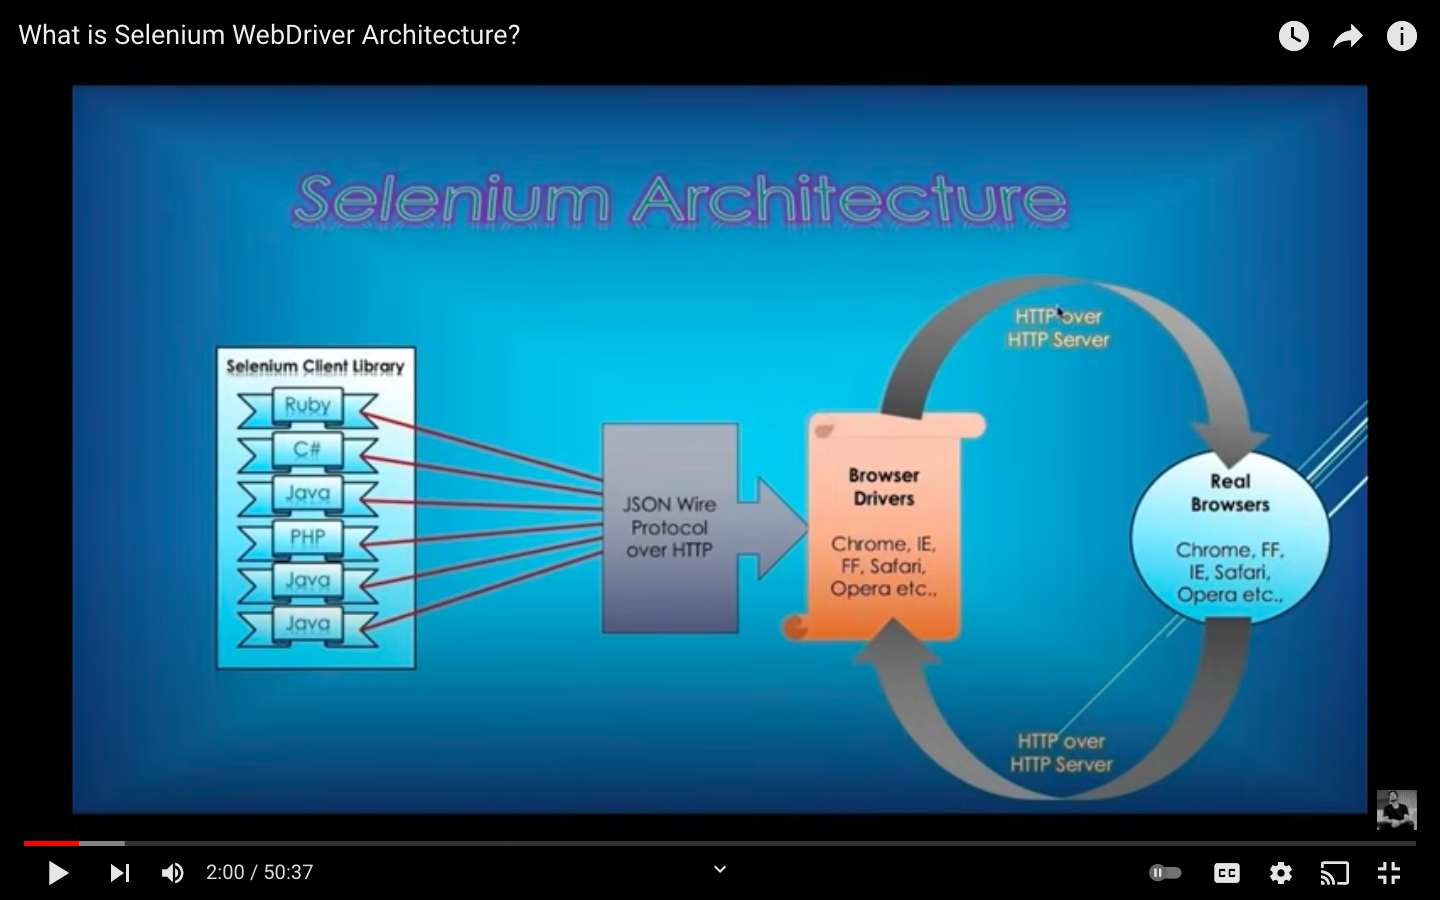 What is Selenium WebDriver Architecture?
Selenium Architecture
Selenium Client Library
Ruby
C#
Java
PHP
Java
Java
JSON Wire
Protocol
over HTTP
Browser
Drivers
Chrome, IE,
FF, Safari,
Opera etc.,
HTTP over
HTTP Server
Real
Browsers
Chrome, FF,
IE, Safari,
Opera etc.,
HTTP over
HTTP Server
2:00 / 50:37
CC